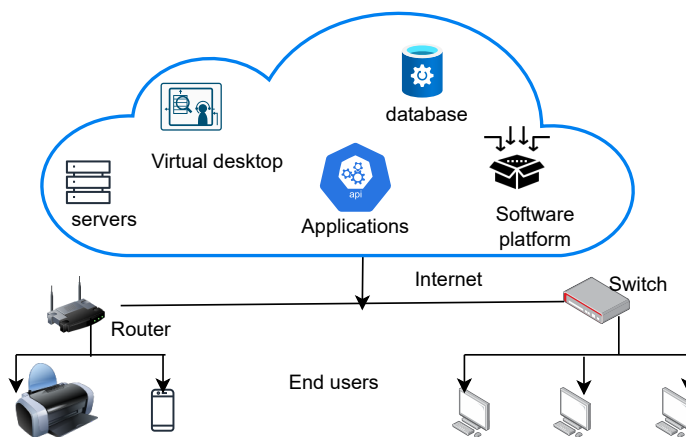 database
Virtual desktop
api
servers
Applications
Software
platform
Internet
Switch
Router
End users